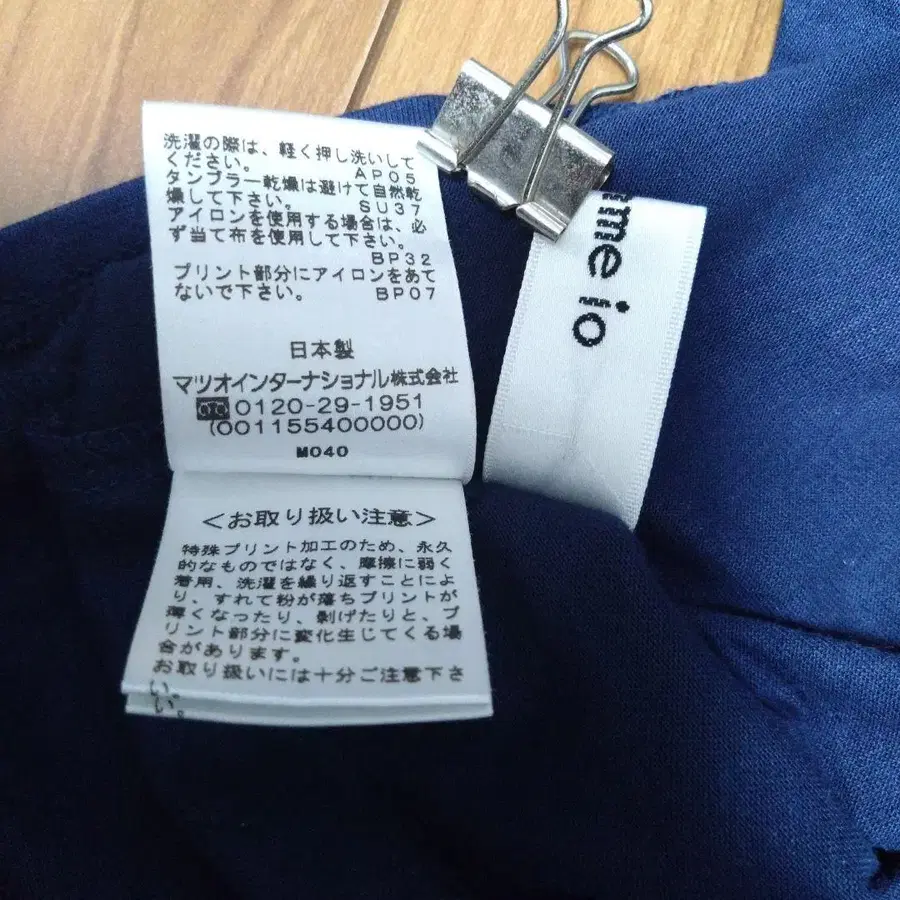 洗濯の際は、軽く押し洗いして
ください。 AP05
タンブラー乾燥は避けて自然乾
燥して下さい。 SU37
アイロンを使用する場合は、必
ず当て布を使用して下さい。
BP32
プリント部分にアイロンをあて
ないで下さい。 BP07
日本製
マツオインターナショナル株式会社
0120-29-1951
(001155400000)
M040
me io
＜お取り扱い注意＞
特殊プリント加工のため、永久
的なものではなく、摩擦に弱く
着用、洗濯を繰り返すことによ
り、すれて粉が落ちプリントが
薄くなったり、剥げたりと、プ
リント部分に変化生じてくる場
合があります。
お取り扱いには十分ご注意下さ
い。
い。